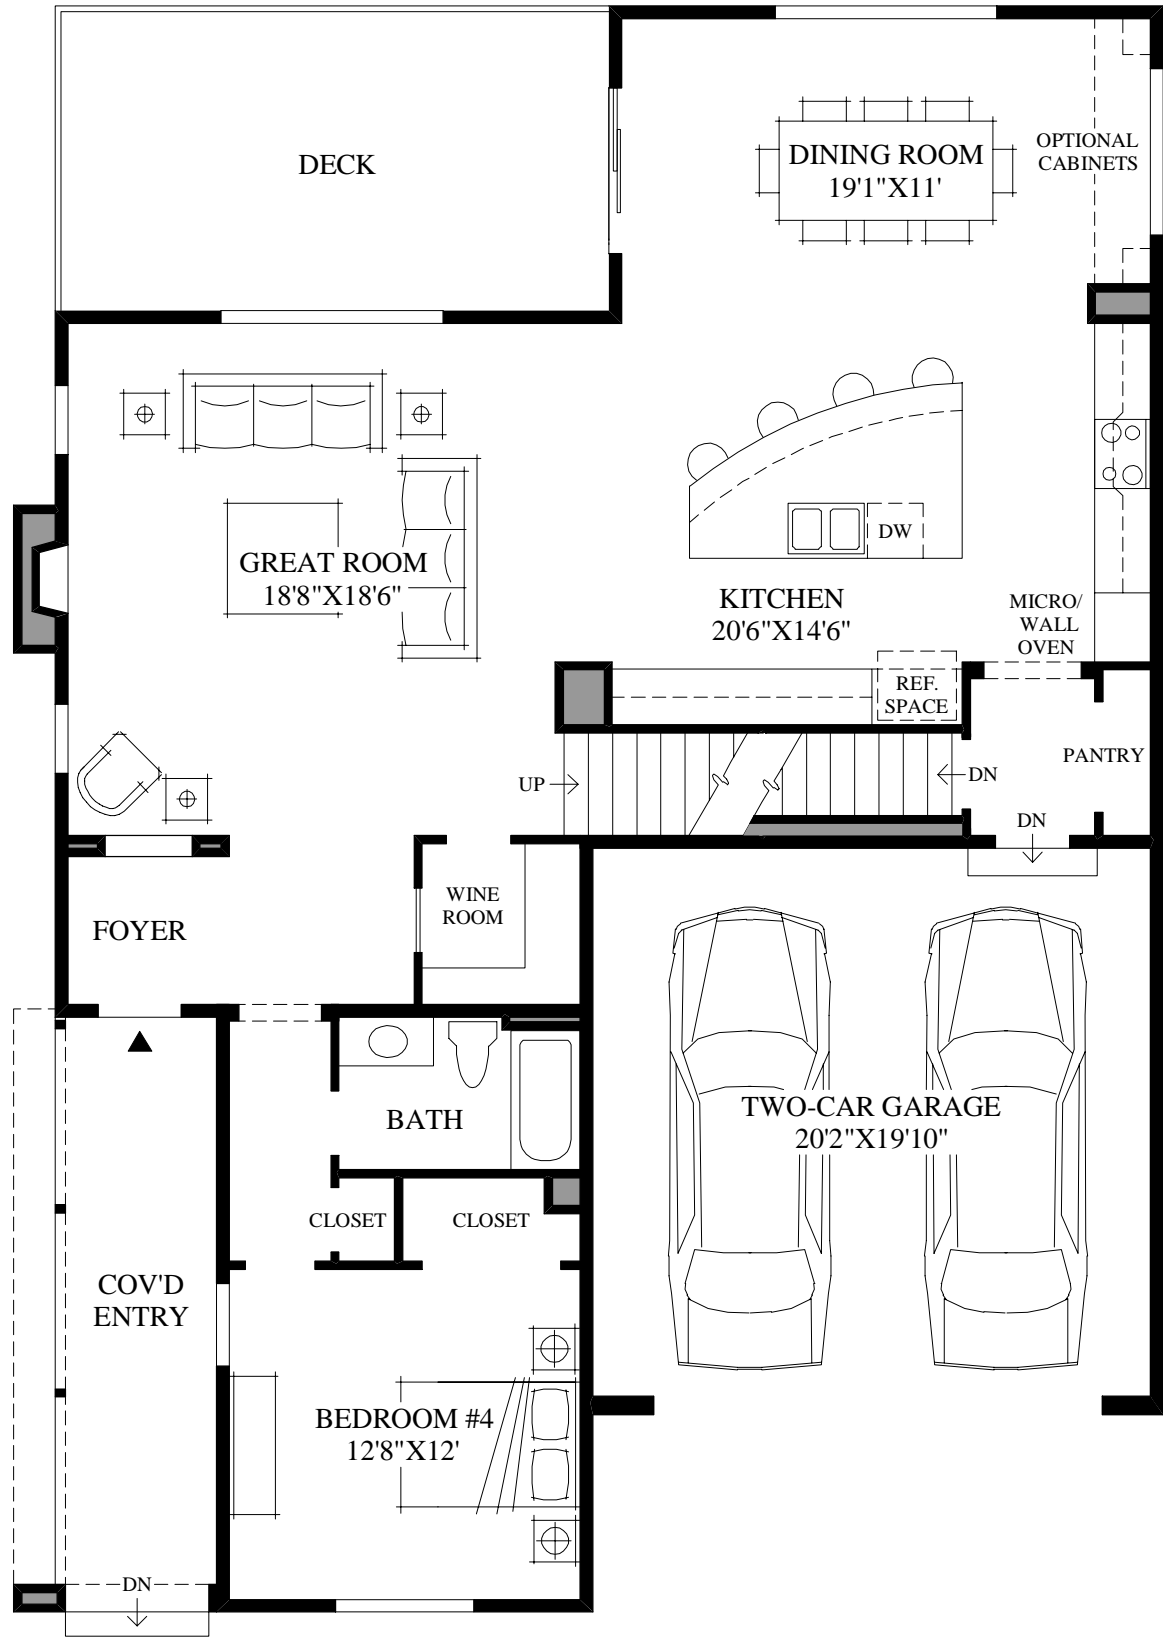 DECK
DINING ROOM
19'1"X11'
OPTIONAL
CABINETS
GREAT ROOM
18'8"X18'6"
DW
KITCHEN
20'6"X14'6"
MICRO/
WALL
OVEN
REF.
SPACE
PANTRY
UP
DN
DN
WINE
ROOM
FOYER
BATH
TWO-CAR GARAGE
20'2"X19'10"
CLOSET
CLOSET
COV'D
ENTRY
BEDROOM #4
12'8"X12'
DN